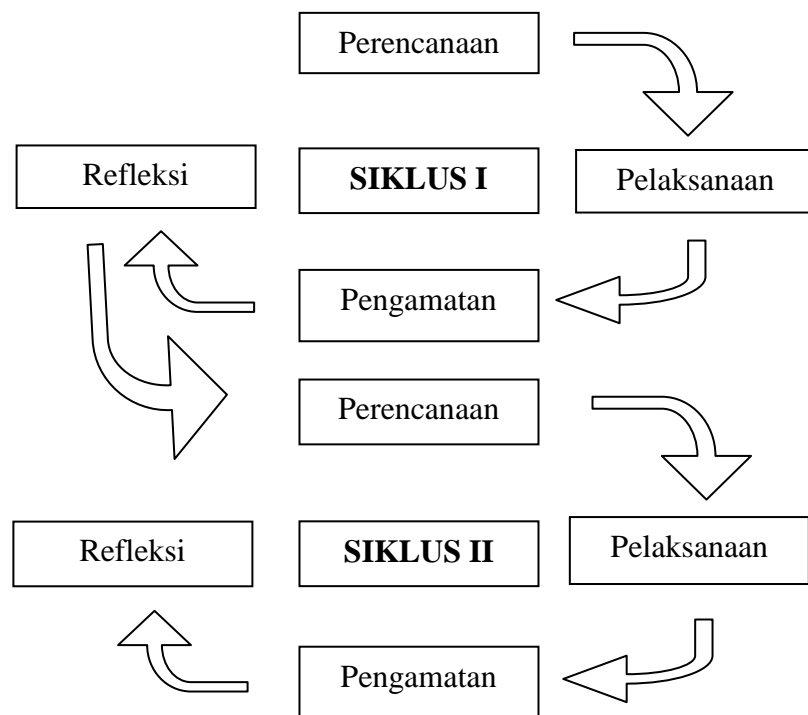 Perencanaan
Refleksi
SIKLUS I
Pelaksanaan
Pengamatan
Perencanaan
Refleksi
SIKLUS II
Pelaksanaan
Pengamatan